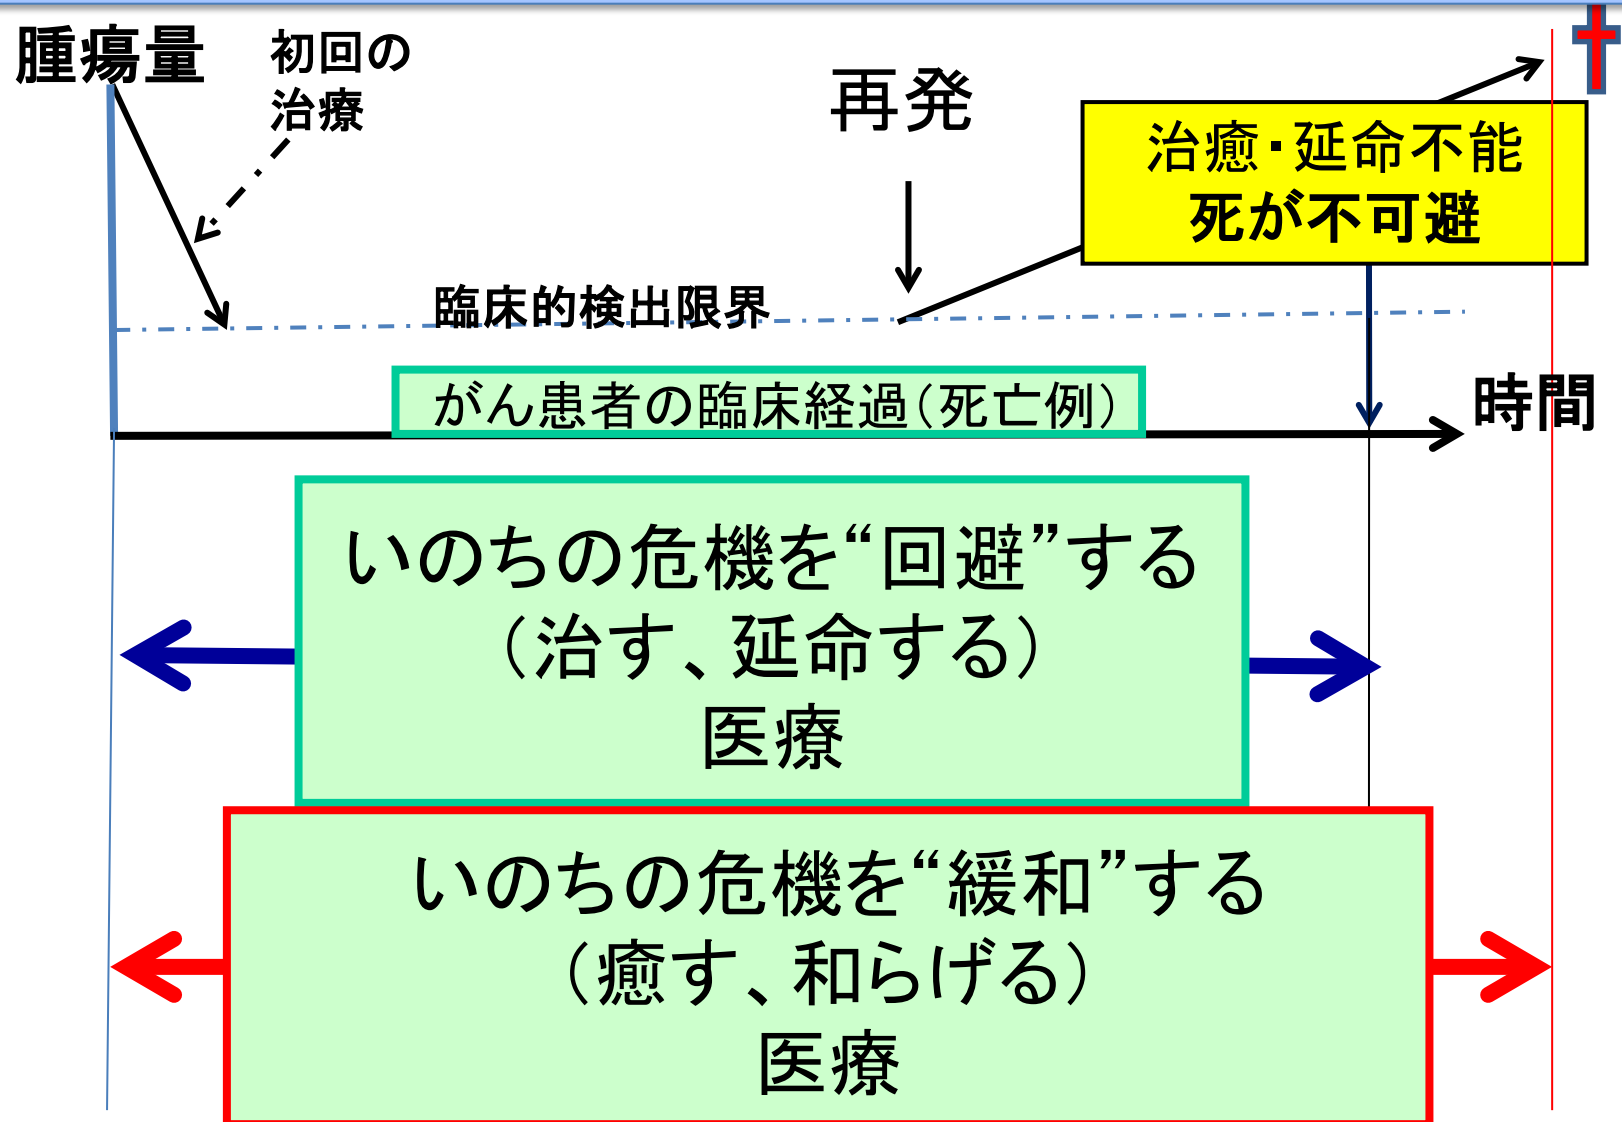 腫瘍量
初回の
治療
再発
治癒・延命不能
死が不可避
臨床的検出限界
がん患者の臨床経過（死亡例）
時間
いのちの危機を“回避”する
（治す、延命する）
医療
いのちの危機を“緩和”する
（癒す、和らげる）
医療